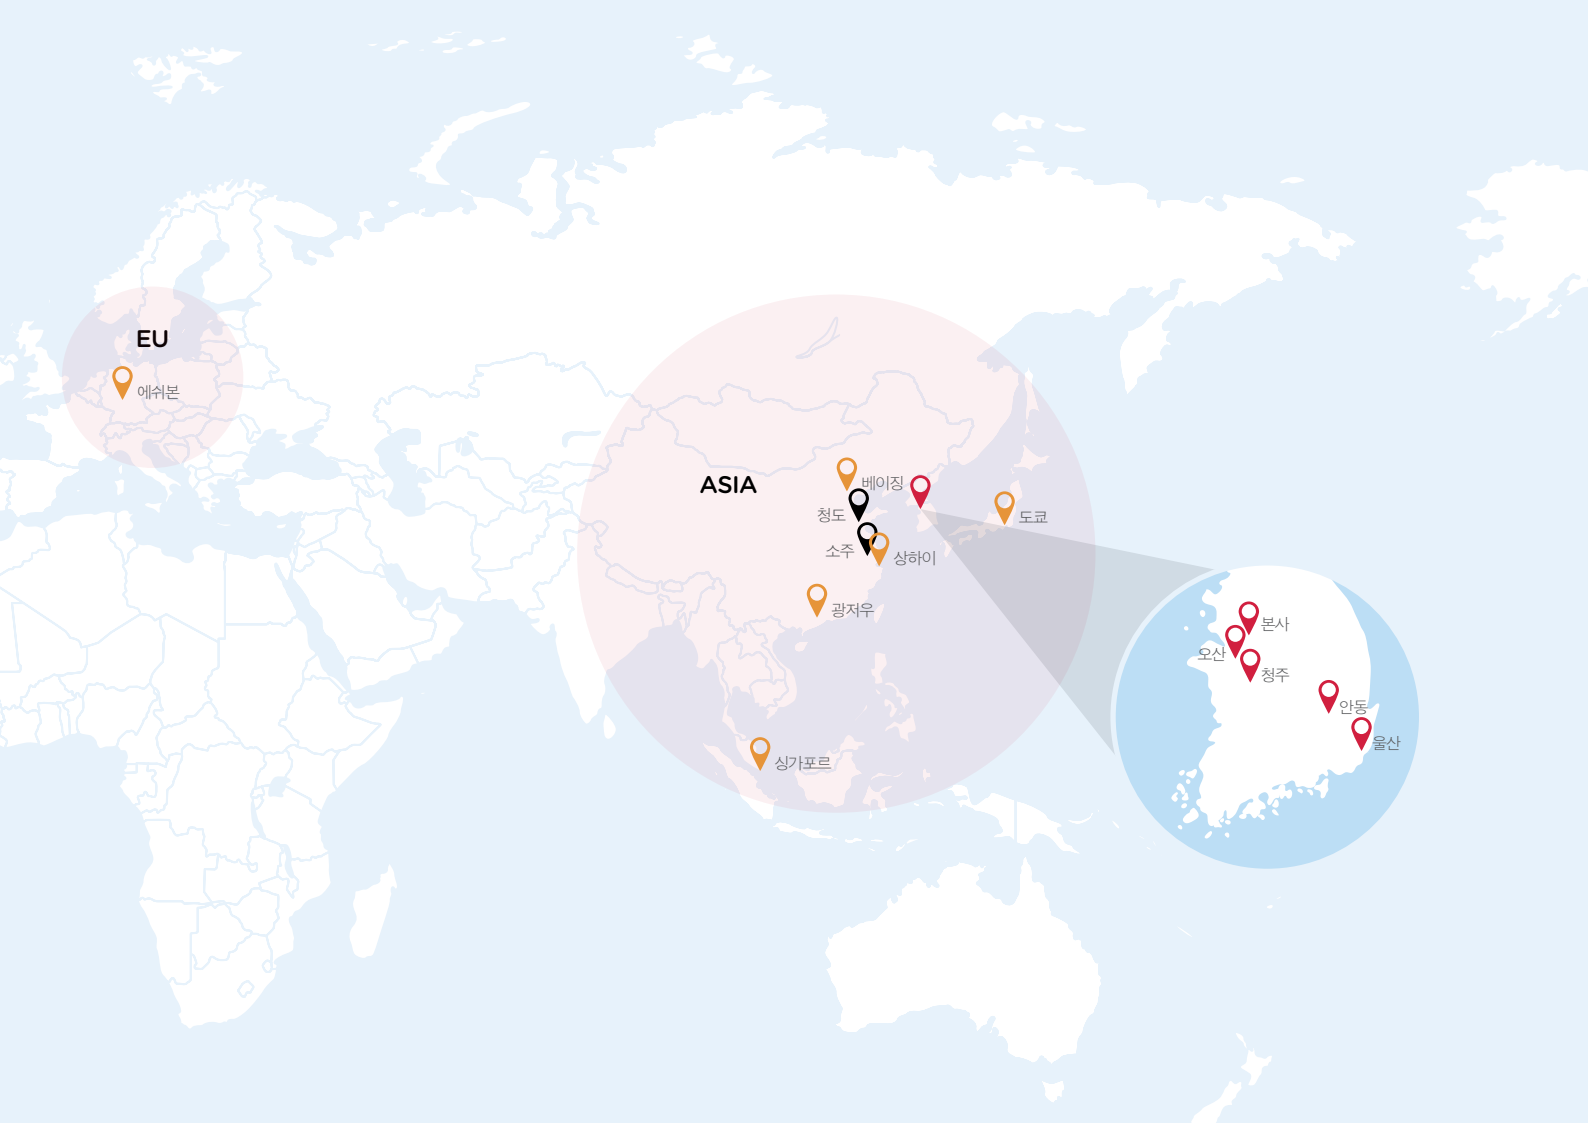 EU
에쉬본
ASIA
베이징
청도
도쿄
소주
상하이
광저우
싱가포르
본사
오산
청주
안동
울산